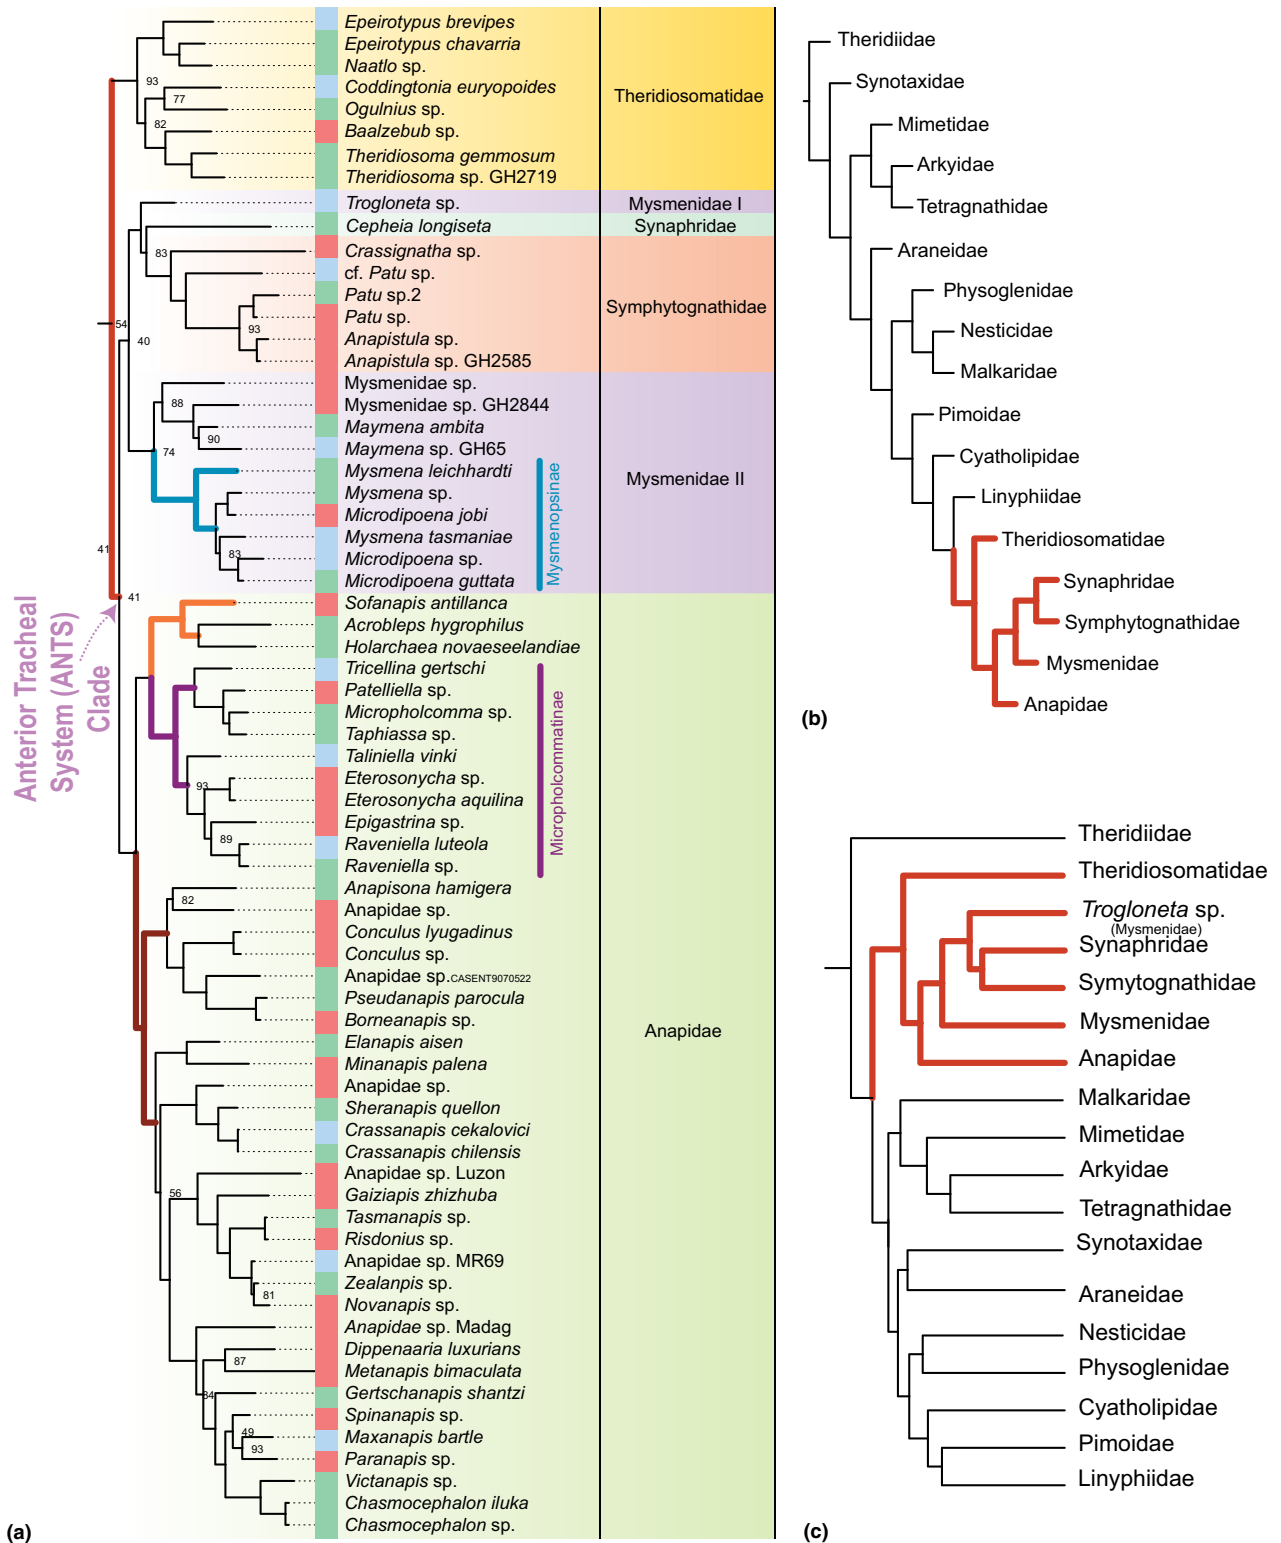 Epeirotypus brevipes
Epeirotypus chavarria
Naatlo sp.
93
Coddingtonia euryopoides
77
Ogulnius sp.
82
Baalzebub sp.
Theridiosoma gemmosum
Theridiosoma sp. GH2719
Theridiosomatidae
Trogloneta sp.
Mysmenidae I
Cepheia longiseta
Synaphridae
83
Crassignatha sp.
cf. Patu sp.
Patu sp.2
Patu sp.
93
Anapistula sp.
Anapistula sp. GH2585
Symphytognathidae
54
40
Mysmenidae sp.
88
Mysmenidae sp. GH2844
Maymena ambita
90
Maymena sp. GH65
74
Mysmena leichhardti
Mysmena sp.
Microdipoena jobi
Mysmena tasmaniae
83
Microdipoena sp.
Microdipoena guttata
Mysmenopsinae
Mysmenidae II
41
41
Anterior Tracheal
System (ANTS)
Clade
Sofanapis antillanca
Acrobleps hygrophilus
Holarchaea novaeseelandiae
Tricellina gertschi
Patelliella sp.
Micropholcomma sp.
Taphiassa sp.
Taliniella vinki
93
Eterosonycha sp.
Eterosonycha aquilina
Epigastrina sp.
89
Raveniella luteola
Raveniella sp.
Micropholcommatinae
Anapisona hamigera
82
Anapidae sp.
Conculus lyugadinus
Conculus sp.
Anapidae sp.CASENT9070522
Pseudanapis parocula
Borneanapis sp.
Anapidae
Elanapis aisen
Minanapis palena
Anapidae sp.
Sheranapis quellon
Crassanapis cekalovici
Crassanapis chilensis
Anapidae sp. Luzon
56
Gaiziapis zhizhuba
Tasmanapis sp.
Risdonius sp.
Anapidae sp. MR69
Zealanpis sp.
81
Novanapis sp.
Anapidae sp. Madag
Dippenaaria luxurians
87
Metanapis bimaculata
84
Gertschanapis shantzi
Spinanapis sp.
49
Maxanapis bartle
93
Paranapis sp.
Victanapis sp.
Chasmocephalon iluka
Chasmocephalon sp.
(a)
Theridiidae
Synotaxidae
Mimetidae
Arkyidae
Tetragnathidae
Araneidae
Physoglenidae
Nesticidae
Malkaridae
Pimoidae
Cyatholipidae
Linyphiidae
Theridiosomatidae
Synaphridae
Symphytognathidae
Mysmenidae
Anapidae
(b)
Theridiidae
Theridiosomatidae
Trogloneta sp.
(Mysmenidae)
Synaphridae
Symytognathidae
Mysmenidae
Anapidae
Malkaridae
Mimetidae
Arkyidae
Tetragnathidae
Synotaxidae
Araneidae
Nesticidae
Physoglenidae
Cyatholipidae
Pimoidae
Linyphiidae
(c)